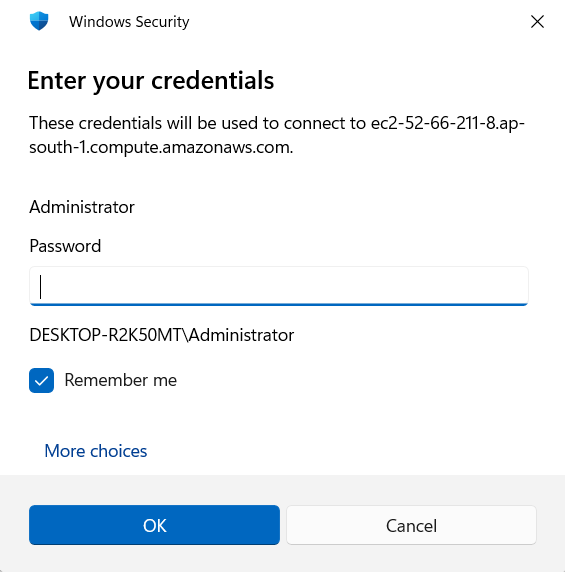 Windows Security
Enter your credentials
These credentials will be used to connect to ec2-52-66-211-8.ap-
south-1.compute.amazonaws.com.
Administrator
Password
DESKTOP-R2K50MT\Administrator
Remember me
More choices
OK
Cancel